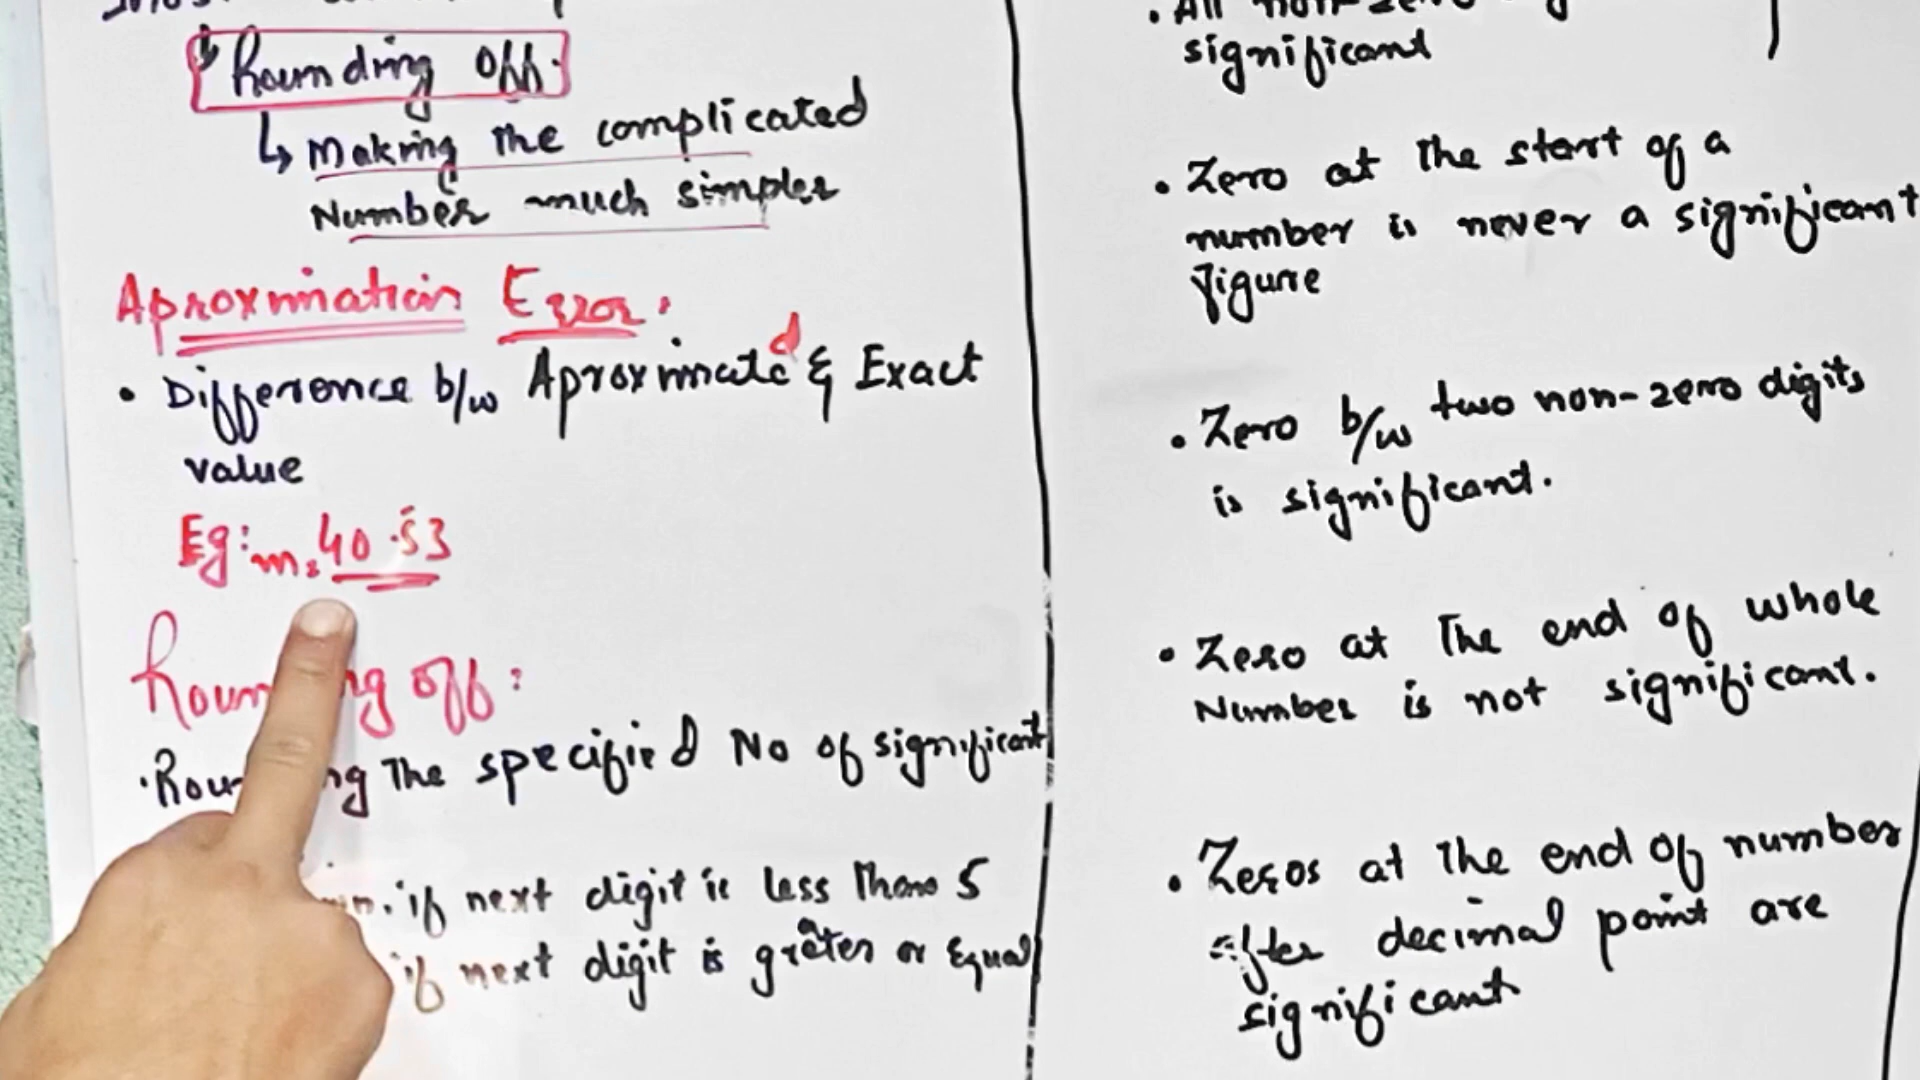 Rounding Off.
↳ Making The complicated
Number much simpler
Aproximation Error:
• Difference b/w Aproximated & Exact
value
Eg: m = 40.53
ng off:
ng The specified No of significant
if next digit is less Than 5
if next digit is greater or Equal
significant
• Zero at The start of a
number is never a significant
figure
• Zero b/w two non-zero digits
is significant.
• Zero at The end of whole
Number is not significant.
• Zeros at The end of number
after decimal point are
significant